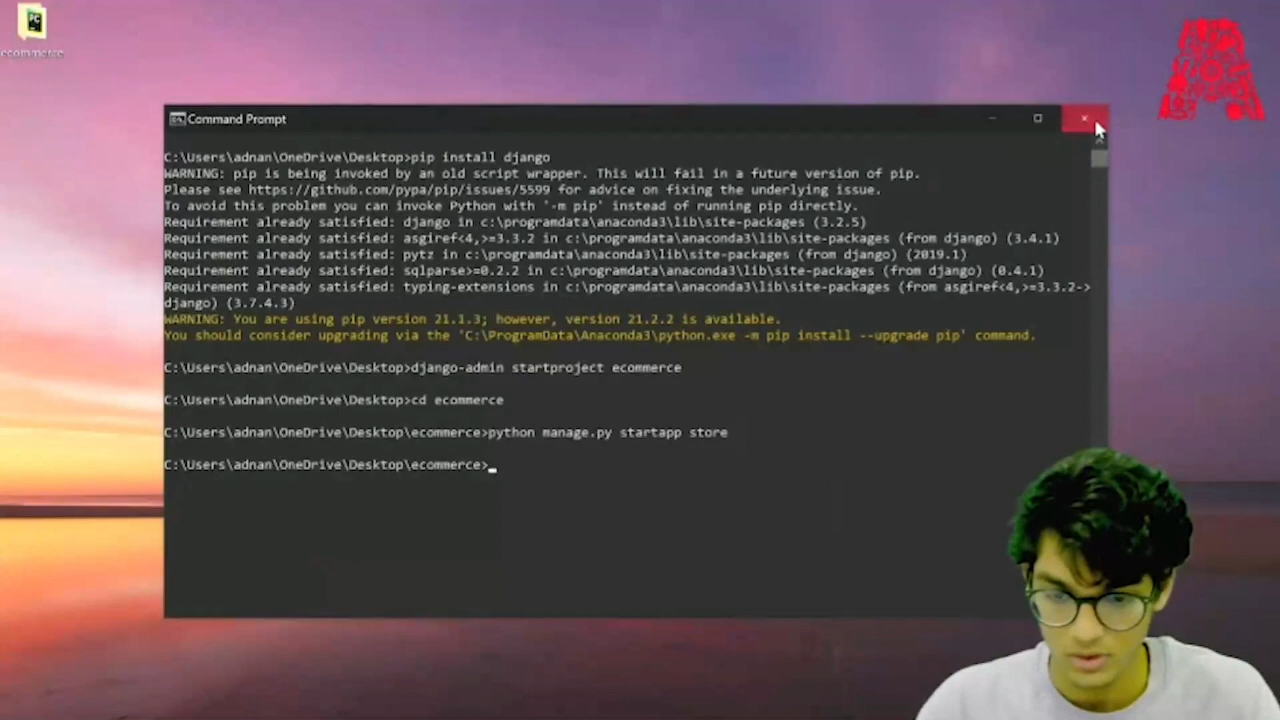 PC
ecommerce
Command Prompt
C:\Users\adnan\OneDrive\Desktop>pip install django
WARNING: pip is being invoked by an old script wrapper. This will fail in a future version of pip.
Please see https://github.com/pypa/pip/issues/5599 for advice on fixing the underlying issue.
To avoid this problem you can invoke Python with '-m pip' instead of running pip directly.
Requirement already satisfied: django in c:\programdata\anaconda3\lib\site-packages (3.2.5)
Requirement already satisfied: asgiref<4,>=3.3.2 in c:\programdata\anaconda3\lib\site-packages (from django) (3.4.1)
Requirement already satisfied: pytz in c:\programdata\anaconda3\lib\site-packages (from django) (2019.1)
Requirement already satisfied: sqlparse>=0.2.2 in c:\programdata\anaconda3\lib\site-packages (from django) (0.4.1)
Requirement already satisfied: typing-extensions in c:\programdata\anaconda3\lib\site-packages (from asgiref<4,>=3.3.2->
django) (3.7.4.3)
WARNING: You are using pip version 21.1.3; however, version 21.2.2 is available.
You should consider upgrading via the 'C:\ProgramData\Anaconda3\python.exe -m pip install --upgrade pip' command.
C:\Users\adnan\OneDrive\Desktop>django-admin startproject ecommerce
C:\Users\adnan\OneDrive\Desktop>cd ecommerce
C:\Users\adnan\OneDrive\Desktop\ecommerce>python manage.py startapp store
C:\Users\adnan\OneDrive\Desktop\ecommerce>